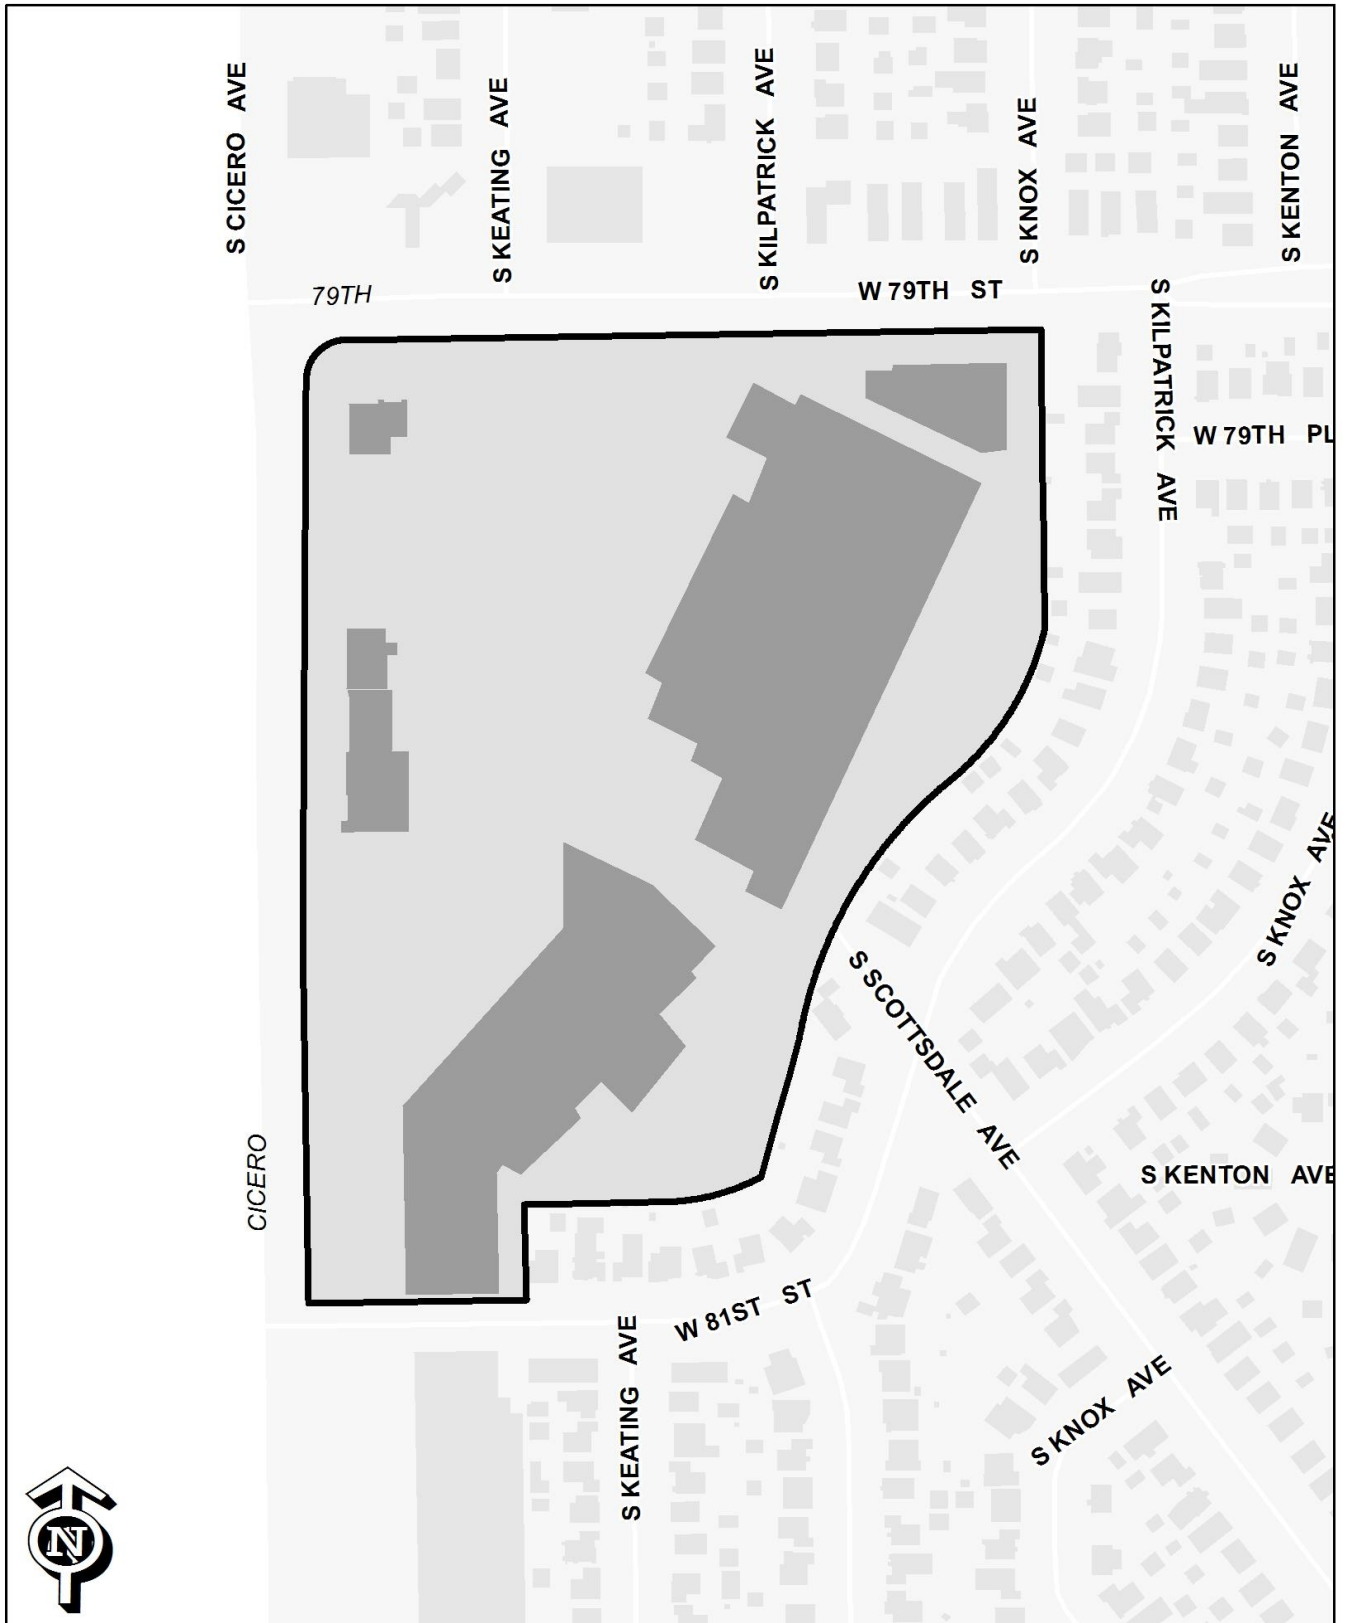 S CICERO AVE
S KEATING AVE
S KILPATRICK AVE
S KNOX AVE
S KENTON AVE
79TH
W 79TH ST
S KILPATRICK AVE
W 79TH PL
S KNOX AVE
S SCOTTSDALE AVE
CICERO
S KENTON AVE
W 81ST ST
S KEATING AVE
S KNOX AVE
N